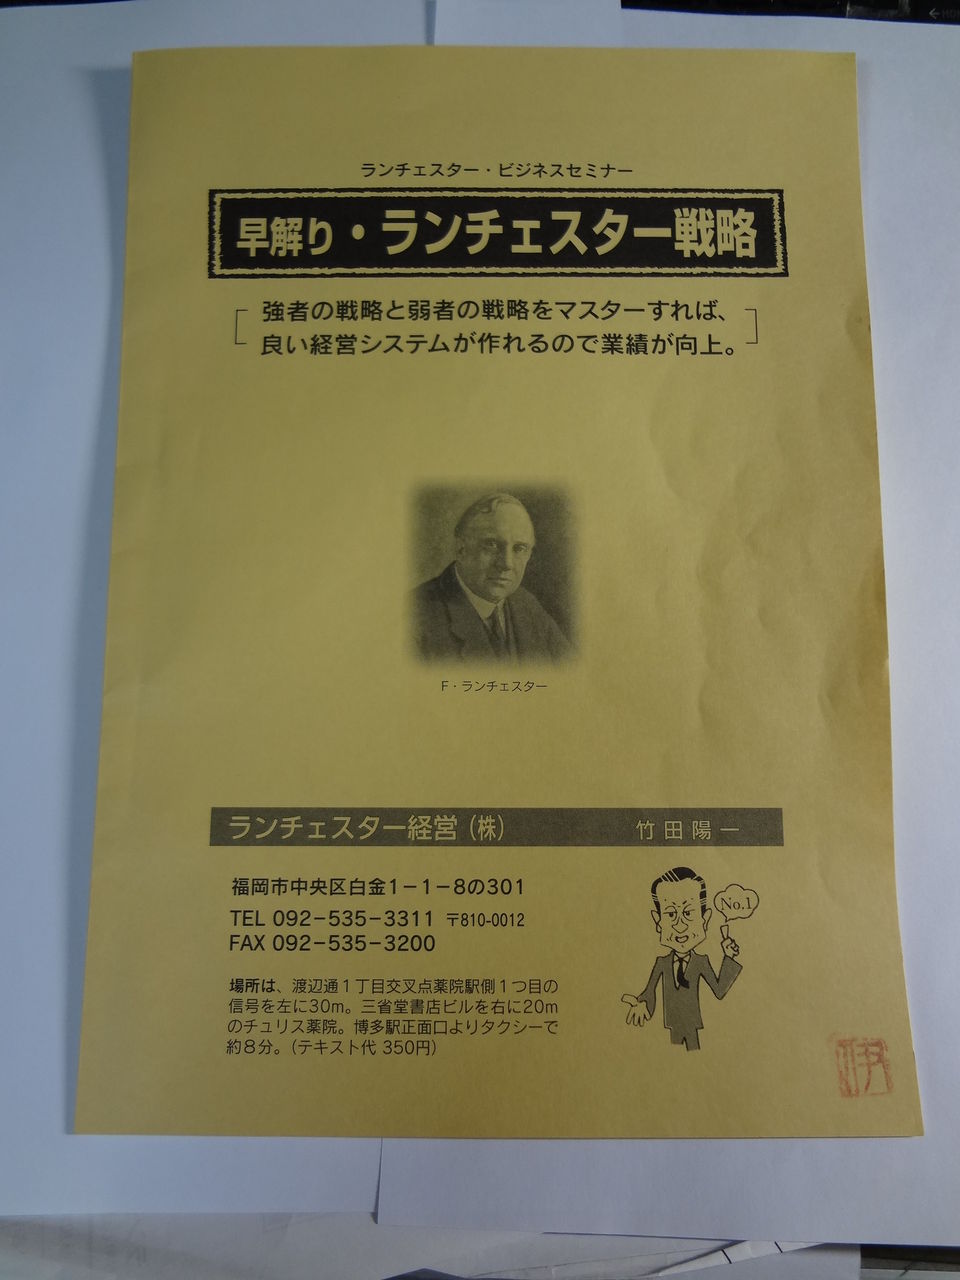 ランチェスター・ビジネスセミナー
早解り・ランチェスター戦略
強者の戦略と弱者の戦略をマスターすれば、
良い経営システムが作れるので業績が向上。
F・ランチェスター
ランチェスター経営（株） 竹田陽一
福岡市中央区白金1－1－8の301
TEL 092－535－3311 〒810-0012
FAX 092－535－3200
No.1
場所は、渡辺通1丁目交叉点薬院駅側1つ目の
信号を左に30m。三省堂書店ビルを右に20m
のチュリス薬院。博多駅正面口よりタクシーで
約8分。（テキスト代 350円）